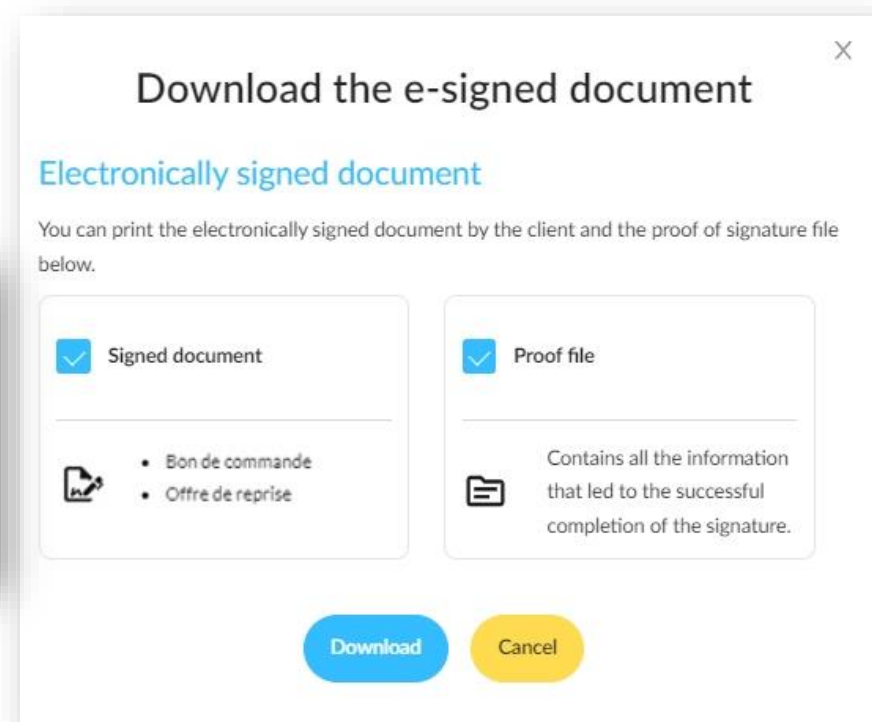 Download the e-signed document
Electronically signed document
You can print the electronically signed document by the client and the proof of signature file
below.
Signed document
• Bon de commande
• Offre de reprise
Proof file
Contains all the information
that led to the successful
completion of the signature.
Download
Cancel